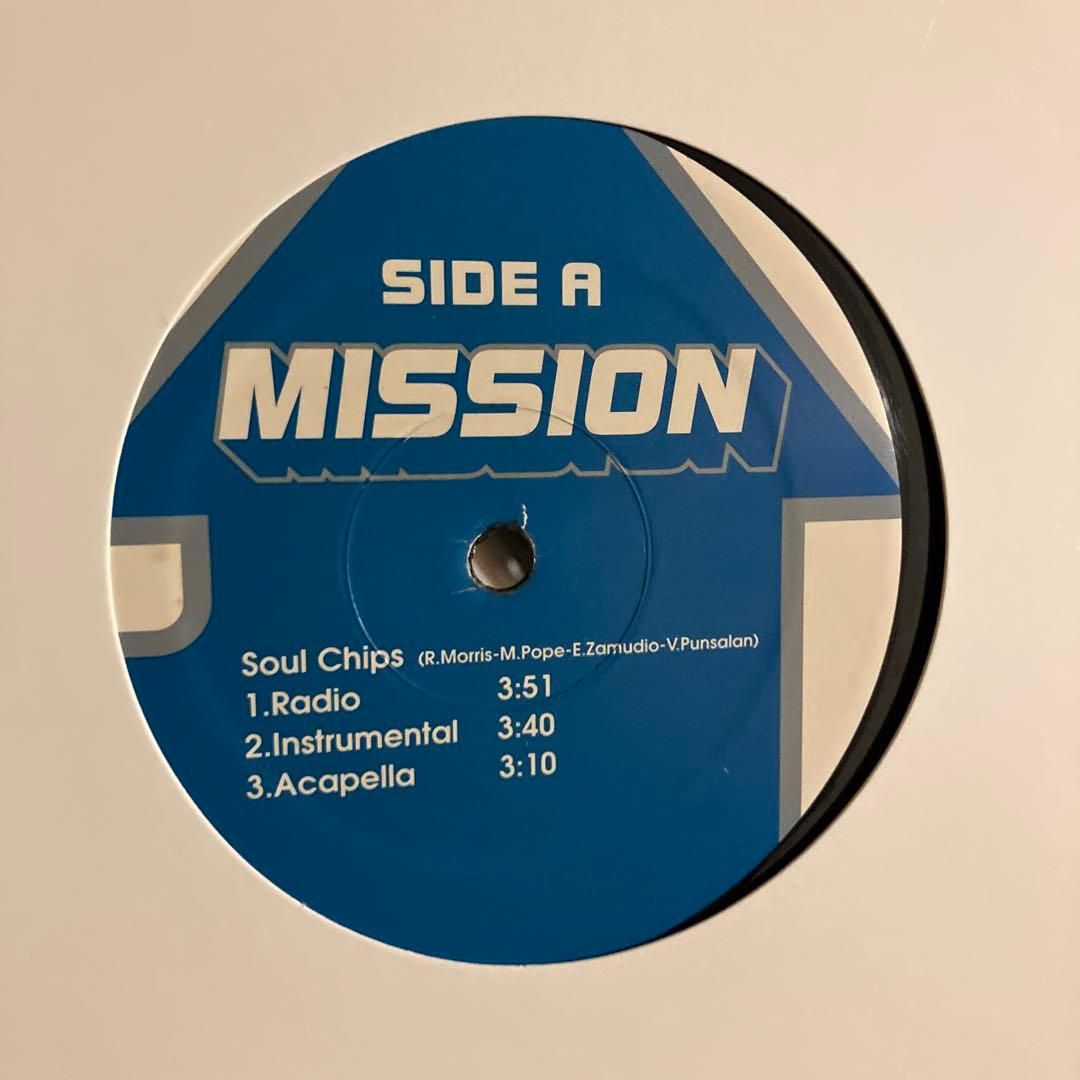 SIDE A
MISSION
Soul Chips (R.Morris-M.Pope-E.Zamudio-V.Punsalan)
1.Radio 3:51
2.Instrumental 3:40
3.Acapella 3:10